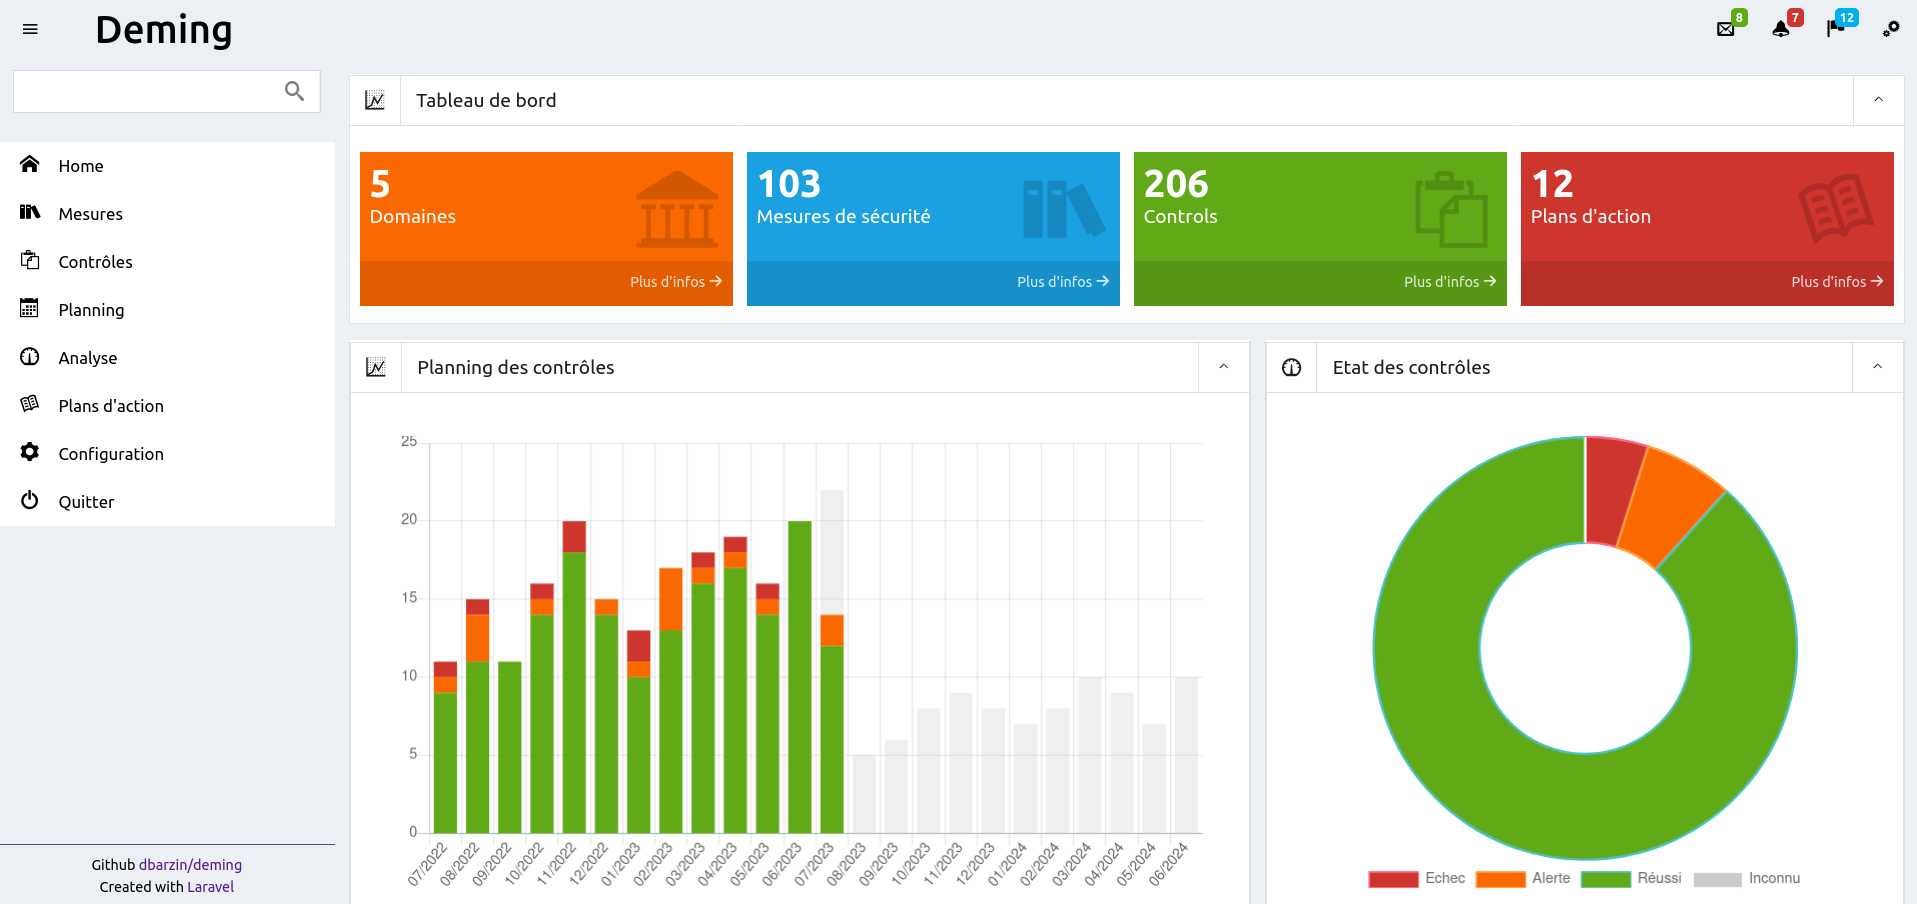 Deming
8
7
12
Home
Mesures
Contrôles
Planning
Analyse
Plans d'action
Configuration
Quitter
Github dbarzin/deming
Created with Laravel
Tableau de bord
5
Domaines
Plus d'infos
103
Mesures de sécurité
Plus d'infos
206
Controls
Plus d'infos
12
Plans d'action
Plus d'infos
Planning des contrôles
25
20
15
10
5
0
07/2022
08/2022
09/2022
10/2022
11/2022
12/2022
01/2023
02/2023
03/2023
04/2023
05/2023
06/2023
07/2023
08/2023
09/2023
10/2023
11/2023
12/2023
01/2024
02/2024
03/2024
04/2024
05/2024
06/2024
Etat des contrôles
Echec
Alerte
Réussi
Inconnu